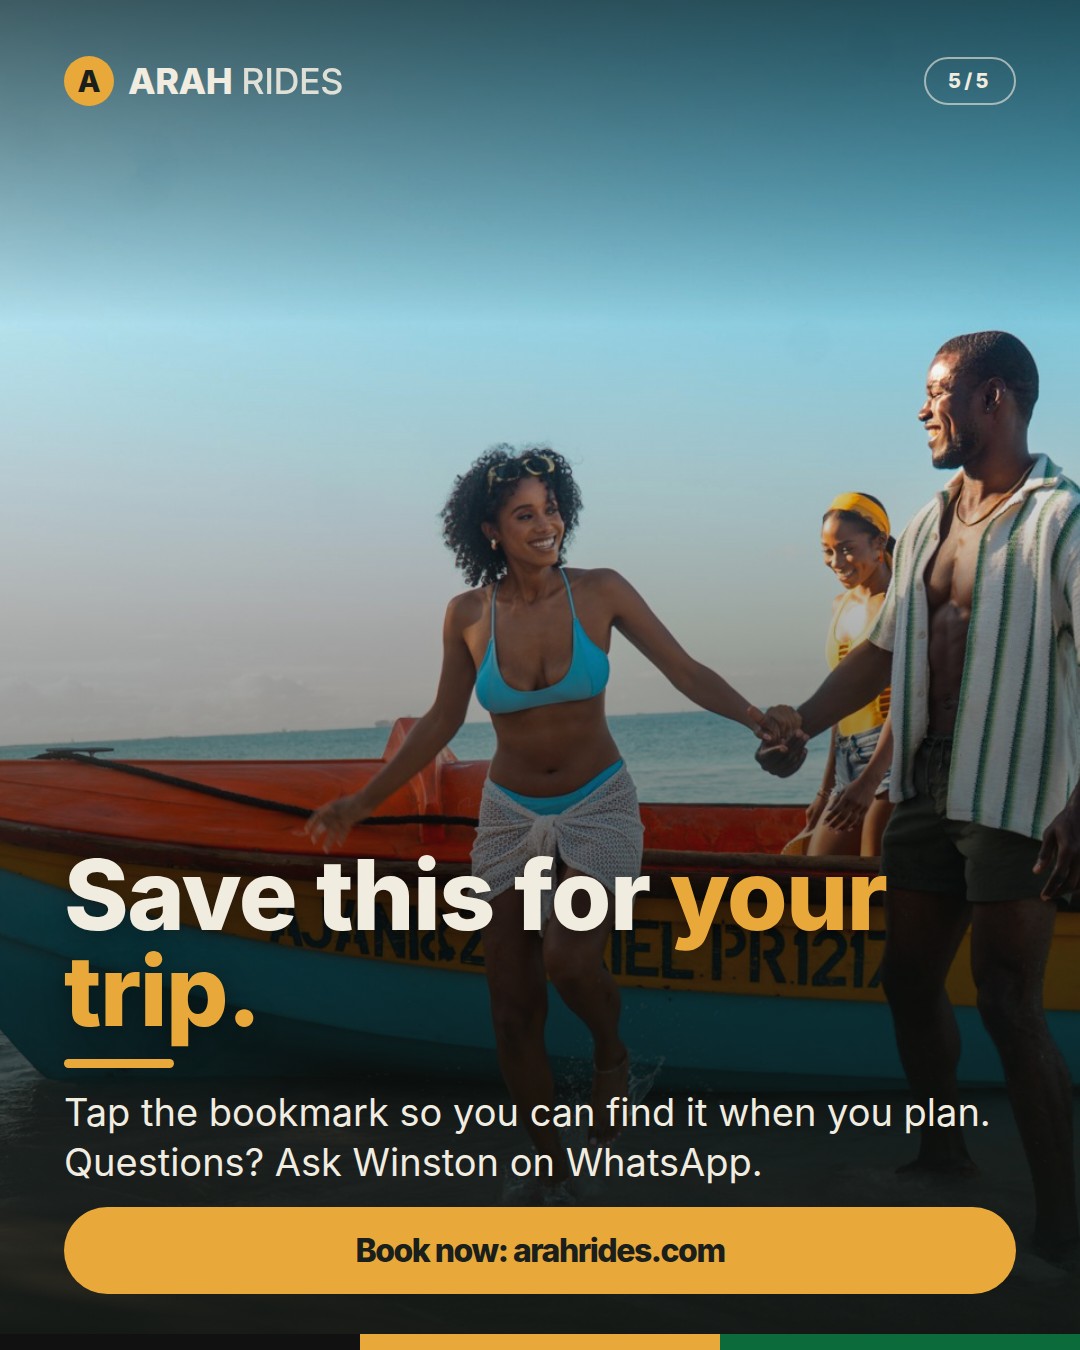 A ARAH RIDES
5/5
Save this for your
trip.
Tap the bookmark so you can find it when you plan.
Questions? Ask Winston on WhatsApp.
Book now: arahrides.com